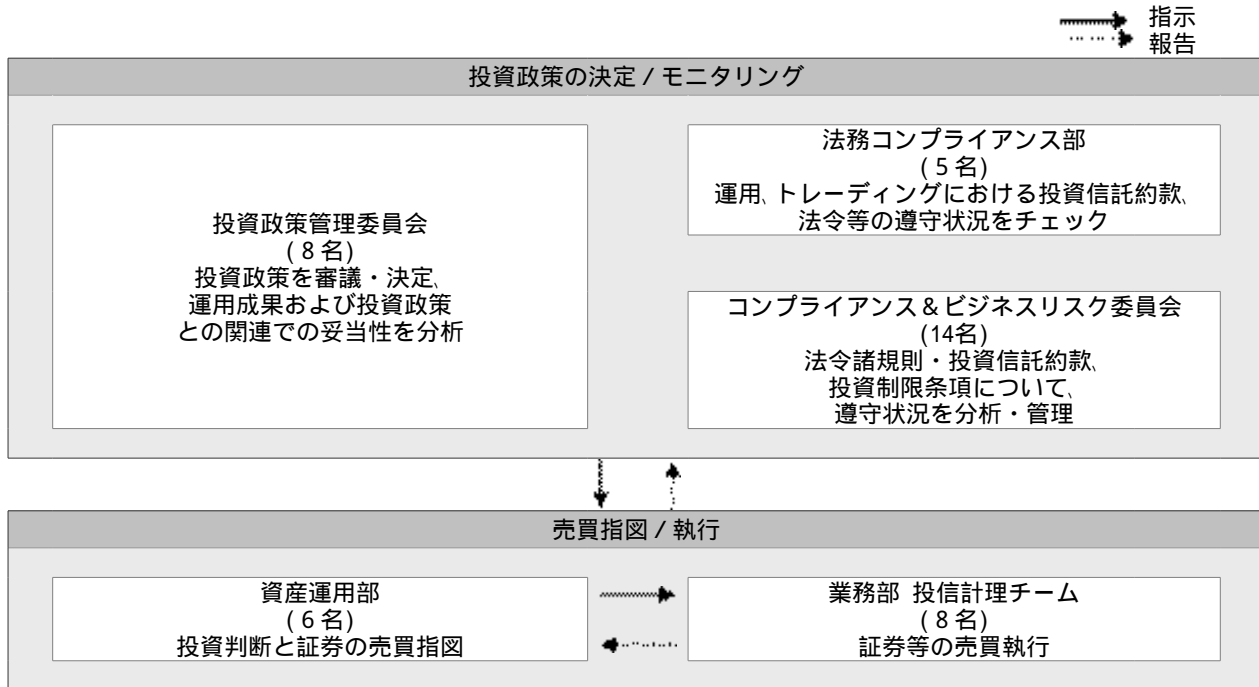 指示
報告
投資政策の決定 / モニタリング
投資政策管理委員会
( 8 名)
投資政策を審議・決定、
運用成果および投資政策
との関連での妥当性を分析
法務コンプライアンス部
( 5 名)
運用、トレーディングにおける投資信託約款、
法令等の遵守状況をチェック
コンプライアンス＆ビジネスリスク委員会
(14名)
法令諸規則・投資信託約款、
投資制限条項について、
遵守状況を分析・管理
売買指図 / 執行
資産運用部
( 6 名)
投資判断と証券の売買指図
業務部 投信計理チーム
( 8 名)
証券等の売買執行